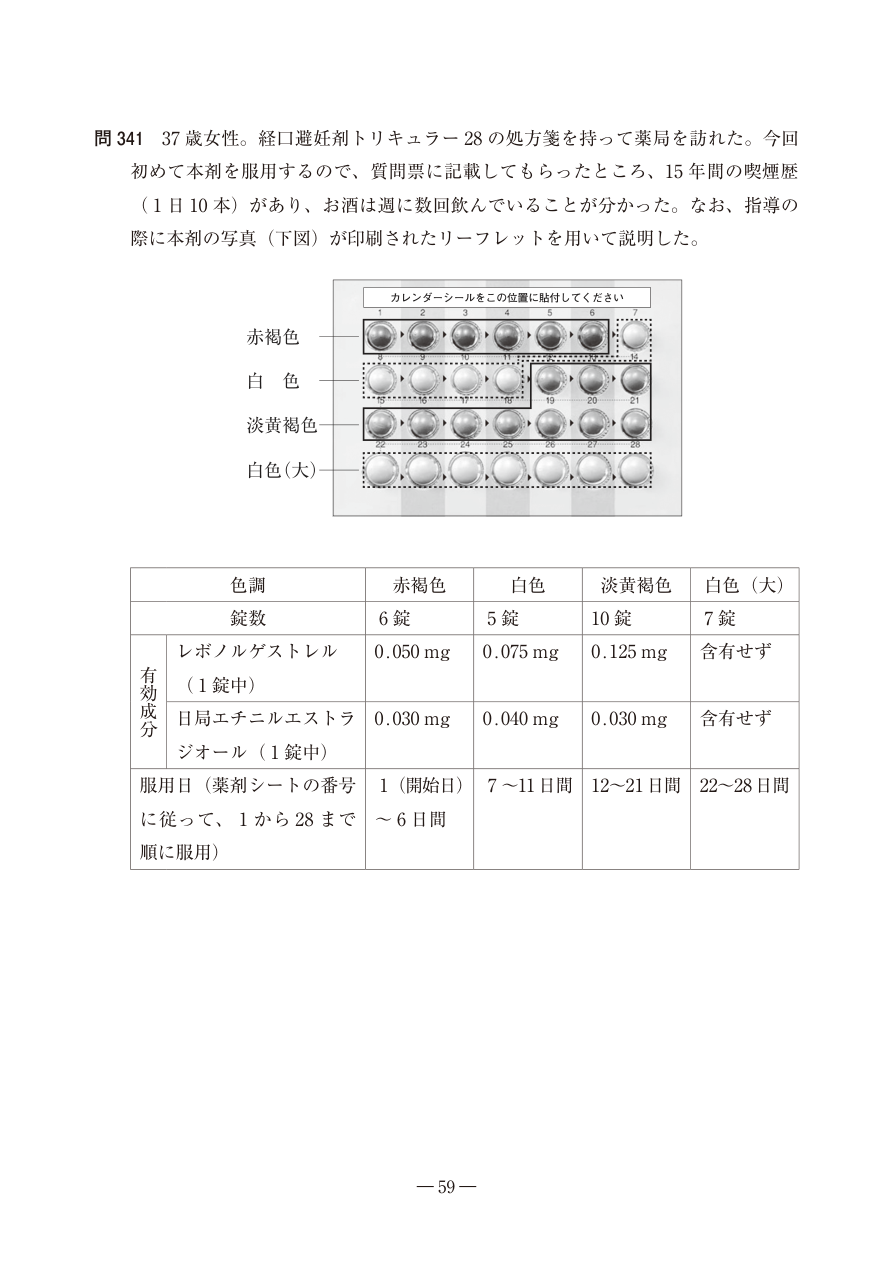 問 341　37 歳女性。経口避妊剤トリキュラー 28 の処方箋を持って薬局を訪れた。今回
初めて本剤を服用するので、質問票に記載してもらったところ、15 年間の喫煙歴
（1 日 10 本）があり、お酒は週に数回飲んでいることが分かった。なお、指導の
際に本剤の写真（下図）が印刷されたリーフレットを用いて説明した。
カレンダーシールをこの位置に貼付してください
1 2 3 4 5 6 7
赤褐色
8 9 10 11 12 13 14
白　色
15 16 17 18 19 20 21
淡黄褐色
22 23 24 25 26 27 28
白色（大）
色調 赤褐色 白色 淡黄褐色 白色（大）
錠数 6 錠 5 錠 10 錠 7 錠
有効成分
レボノルゲストレル 0.050 mg 0.075 mg 0.125 mg 含有せず
（1 錠中）
日局エチニルエストラ 0.030 mg 0.040 mg 0.030 mg 含有せず
ジオール（1 錠中）
服用日（薬剤シートの番号 1（開始日） 7 〜11 日間 12〜21 日間 22〜28 日間
に従って、1 から 28 まで 〜 6 日間
順に服用）
― 59 ―